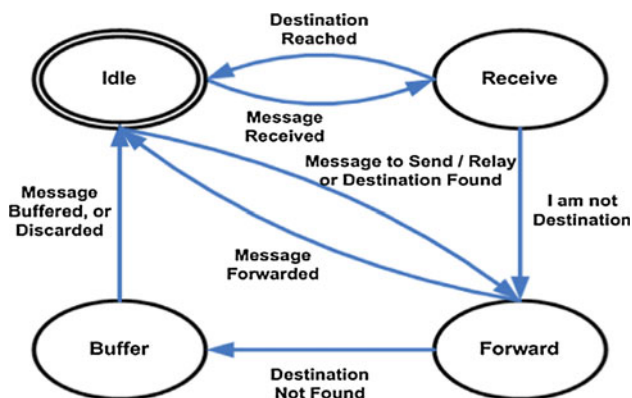 Destination
Reached
Idle
Receive
Message
Received
Message to Send / Relay
or Destination Found
Message
Buffered, or
Discarded
I am not
Destination
Message
Forwarded
Buffer
Forward
Destination
Not Found